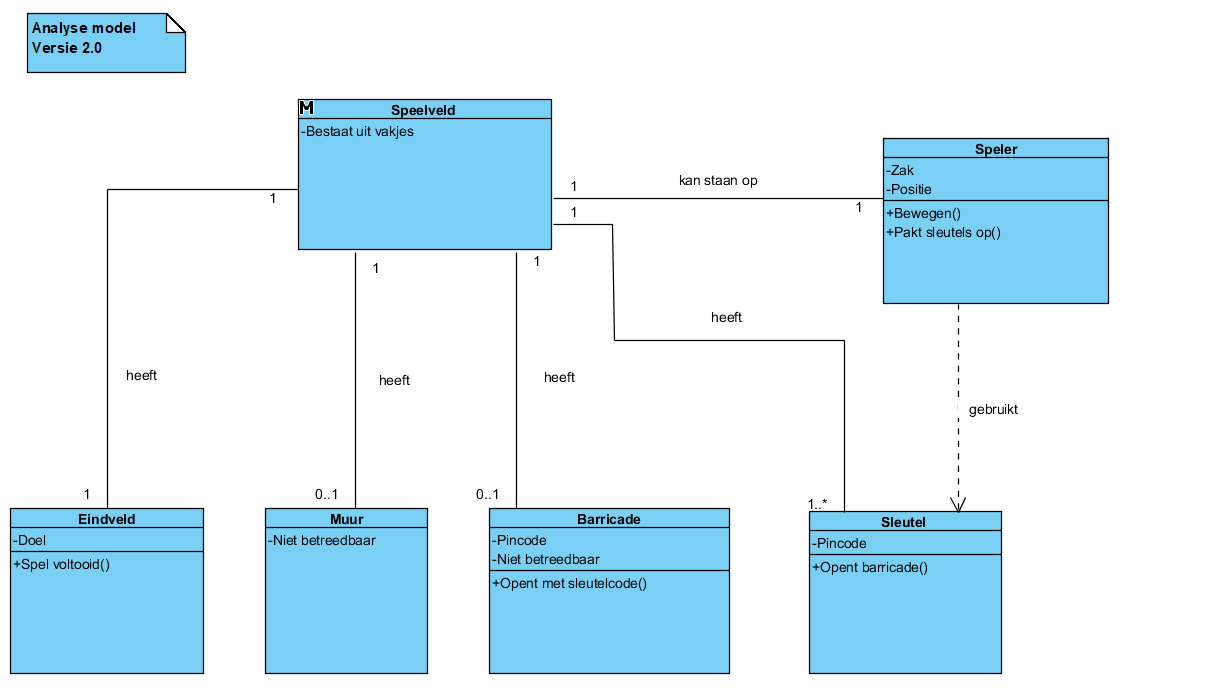 Analyse model
Versie 2.0
M
Speelveld
-Bestaat uit vakjes
Speler
-Zak
-Positie
+Bewegen()
+Pakt sleutels op()
1
kan staan op
1
1
1
heeft
1
1
heeft
heeft
heeft
gebruikt
1
0..1
0..1
1..*
Eindveld
-Doel
+Spel voltooid()
Muur
-Niet betreedbaar
Barricade
-Pincode
-Niet betreedbaar
+Opent met sleutelcode()
Sleutel
-Pincode
+Opent barricade()